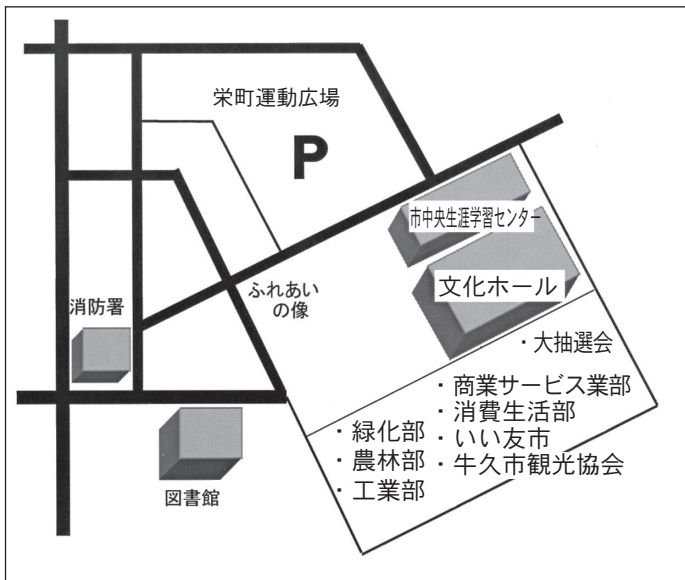 栄町運動広場
P
市中央生涯学習センター
文化ホール
ふれあい
の像
消防署
・大抽選会
・商業サービス業部
・消費生活部
・いい友市
・牛久市観光協会
・緑化部
・農林部
・工業部
図書館